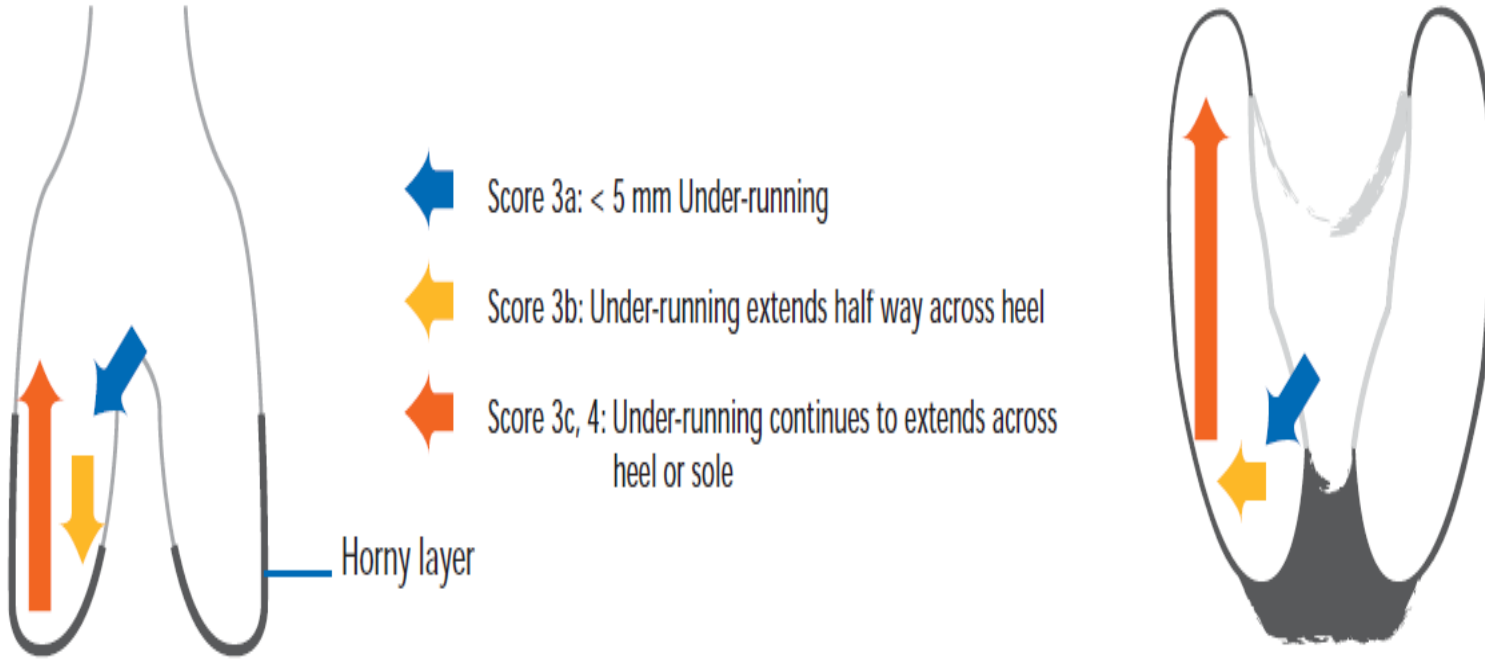 Score 3a: < 5 mm Under-running
Score 3b: Under-running extends half way across heel
Score 3c, 4: Under-running continues to extends across
heel or sole
Horny layer